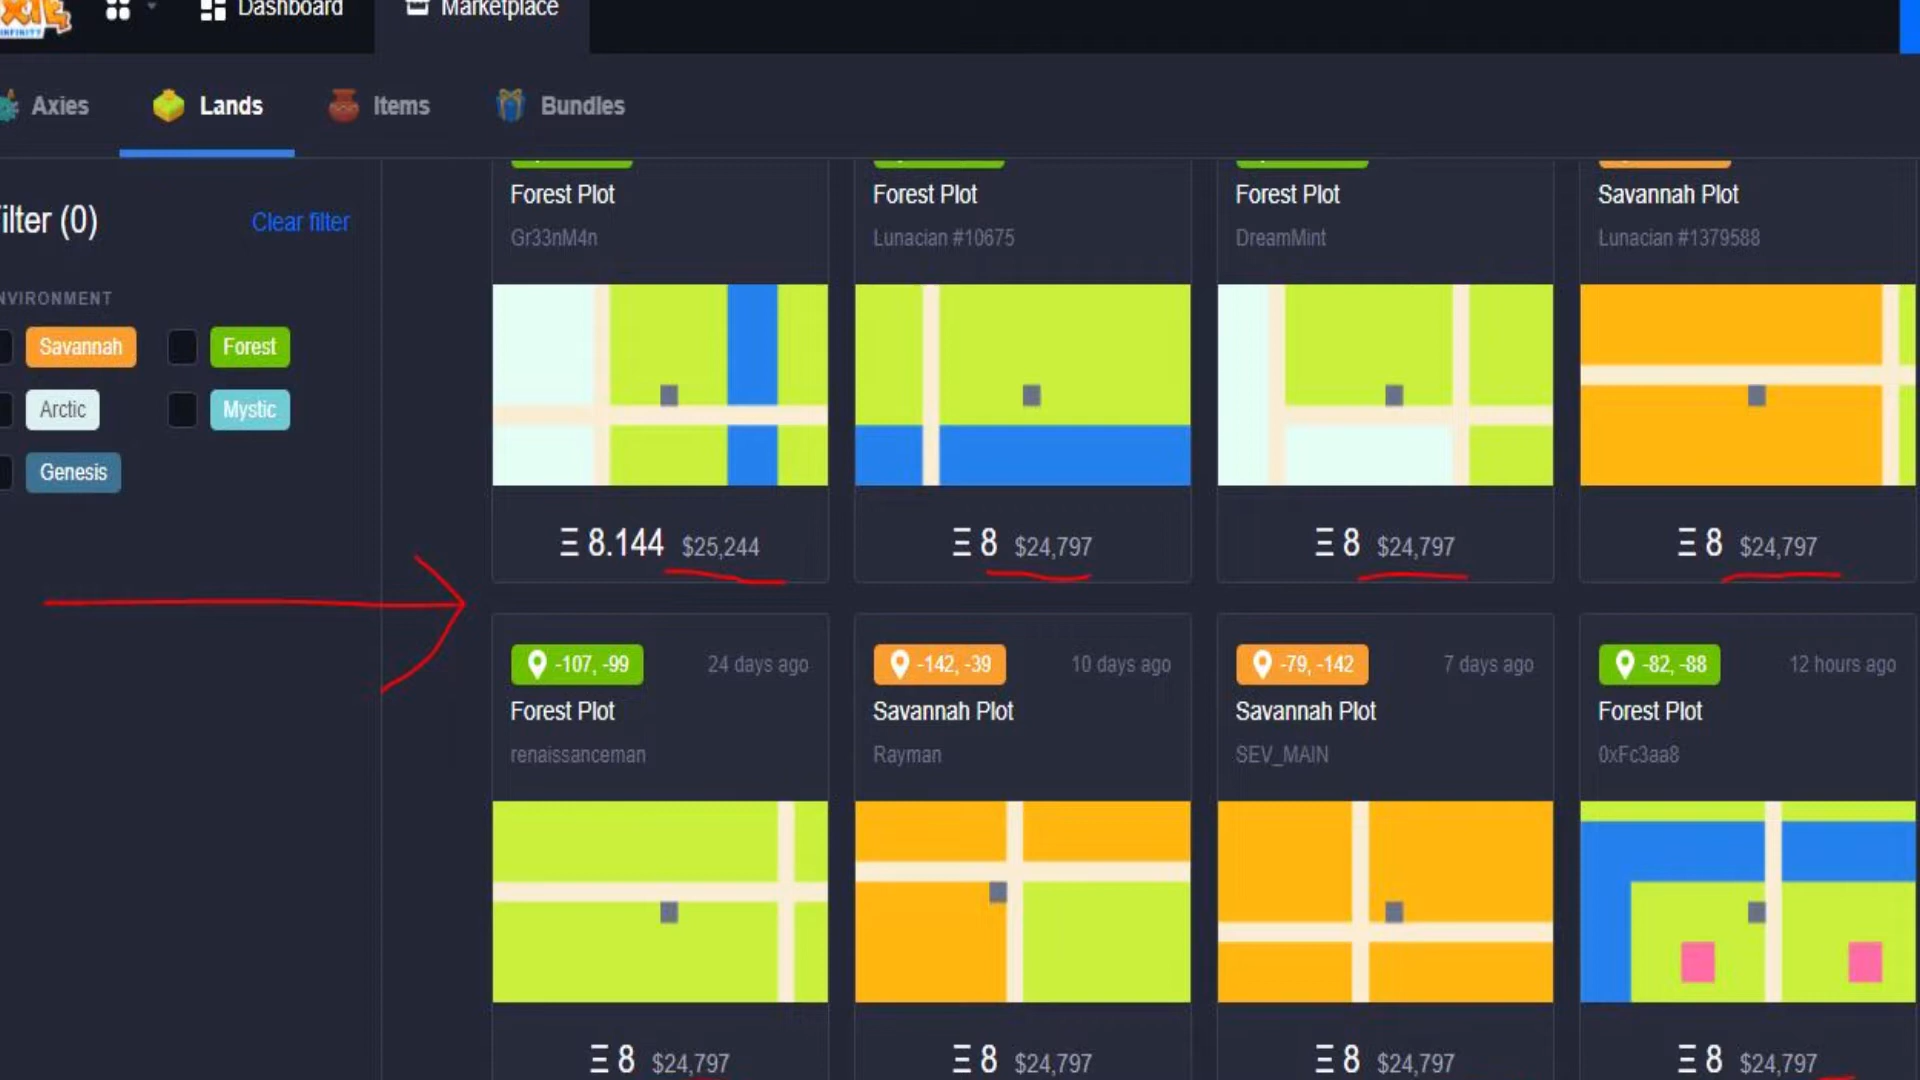 INFINITY
Dashboard
Marketplace
Axies
Lands
Items
Bundles
ilter (0)
Clear filter
NVIRONMENT
Savannah
Forest
Arctic
Mystic
Genesis
Forest Plot
Gr33nM4n
Ξ 8.144 $25,244
Forest Plot
Lunacian #10675
Ξ 8 $24,797
Forest Plot
DreamMint
Ξ 8 $24,797
Savannah Plot
Lunacian #1379588
Ξ 8 $24,797
-107, -99 24 days ago
Forest Plot
renaissanceman
Ξ 8 $24,797
-142, -39 10 days ago
Savannah Plot
Rayman
Ξ 8 $24,797
-79, -142 7 days ago
Savannah Plot
SEV_MAIN
Ξ 8 $24,797
-82, -88 12 hours ago
Forest Plot
0xFc3aa8
Ξ 8 $24,797